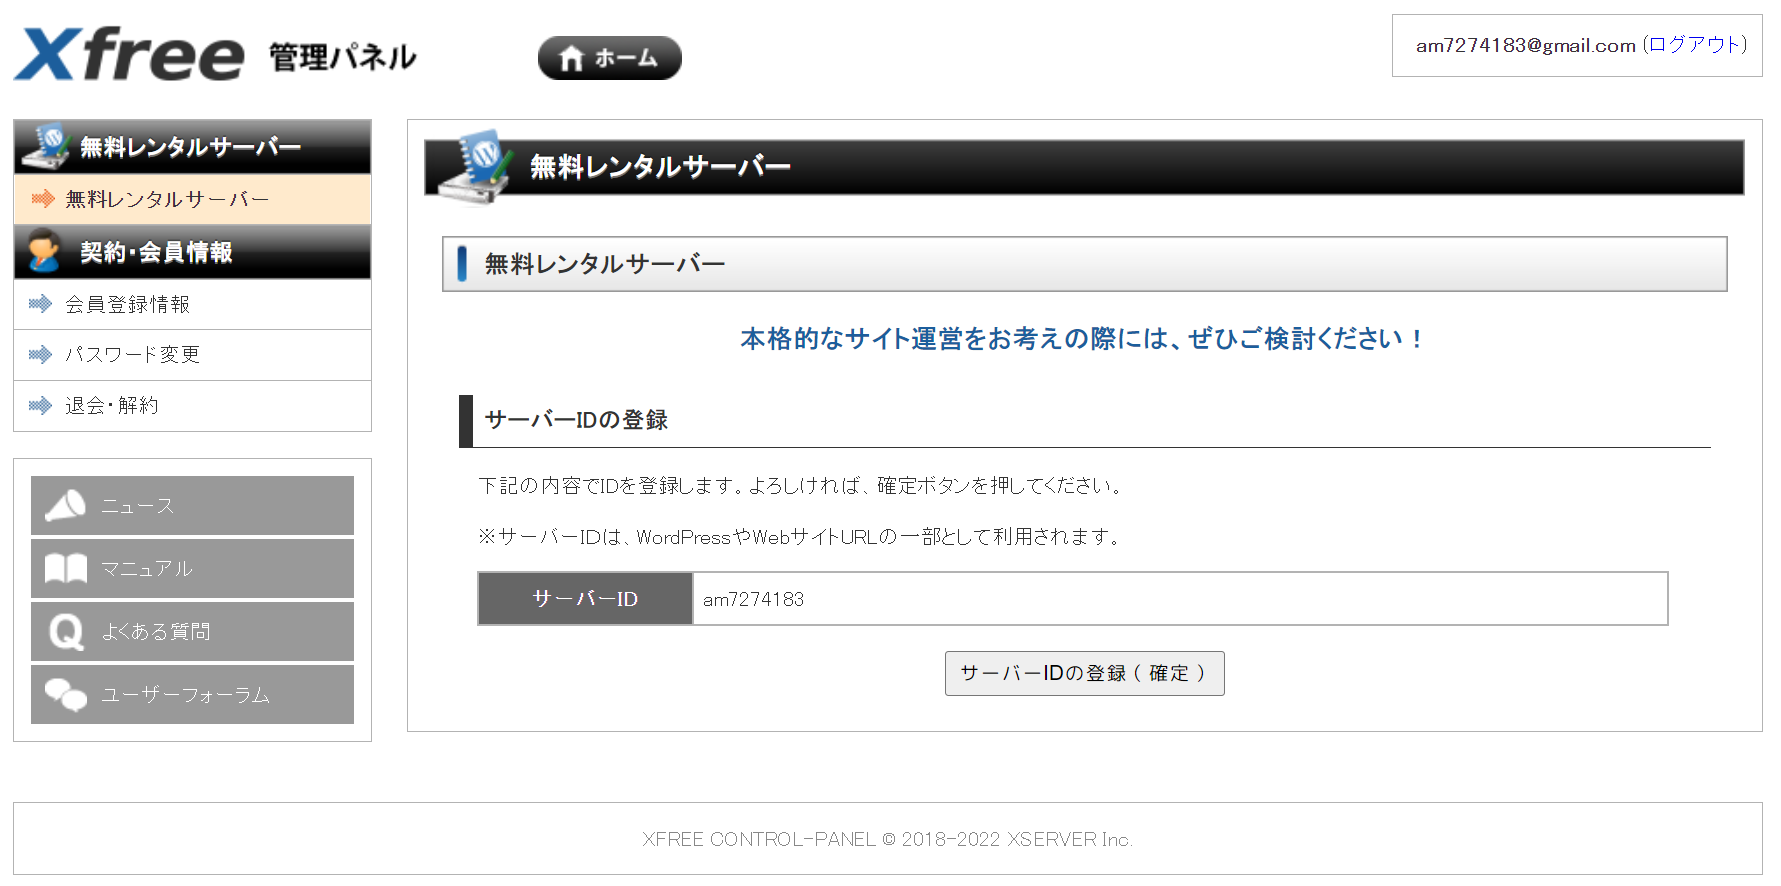 Xfree 管理パネル
ホーム
am7274183@gmail.com (ログアウト)
無料レンタルサーバー
無料レンタルサーバー
契約・会員情報
会員登録情報
パスワード変更
退会・解約
ニュース
マニュアル
よくある質問
ユーザーフォーラム
無料レンタルサーバー
無料レンタルサーバー
本格的なサイト運営をお考えの際には、ぜひご検討ください！
サーバーIDの登録
下記の内容でIDを登録します。よろしければ、確定ボタンを押してください。
※サーバーIDは、WordPressやWebサイトURLの一部として利用されます。
サーバーID am7274183
サーバーIDの登録（確定）
XFREE CONTROL-PANEL © 2018-2022 XSERVER Inc.